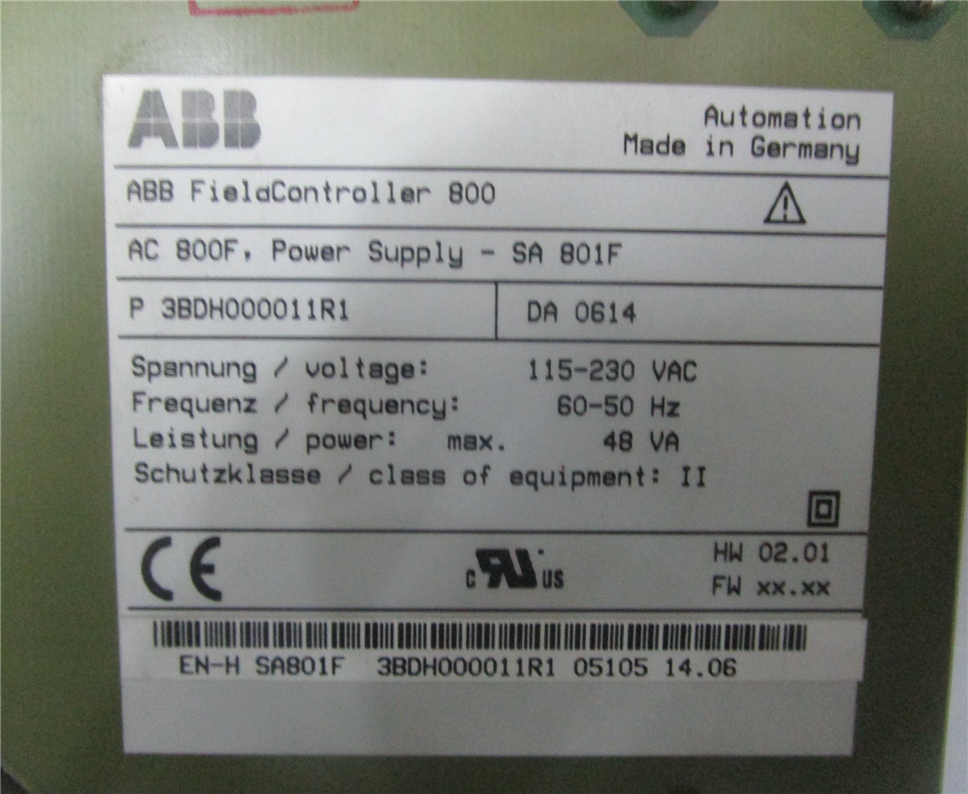 ABB
Automation
Made in Germany
ABB FieldController 800
AC 800F, Power Supply - SA 801F
P 3BDH000011R1 DA 0614
Spannung / voltage: 115-230 VAC
Frequenz / frequency: 60-50 Hz
Leistung / power: max. 48 VA
Schutzklasse / class of equipment: II
CE c RU US HW 02.01
FW xx.xx
EN-H SA801F 3BDH000011R1 05105 14.06